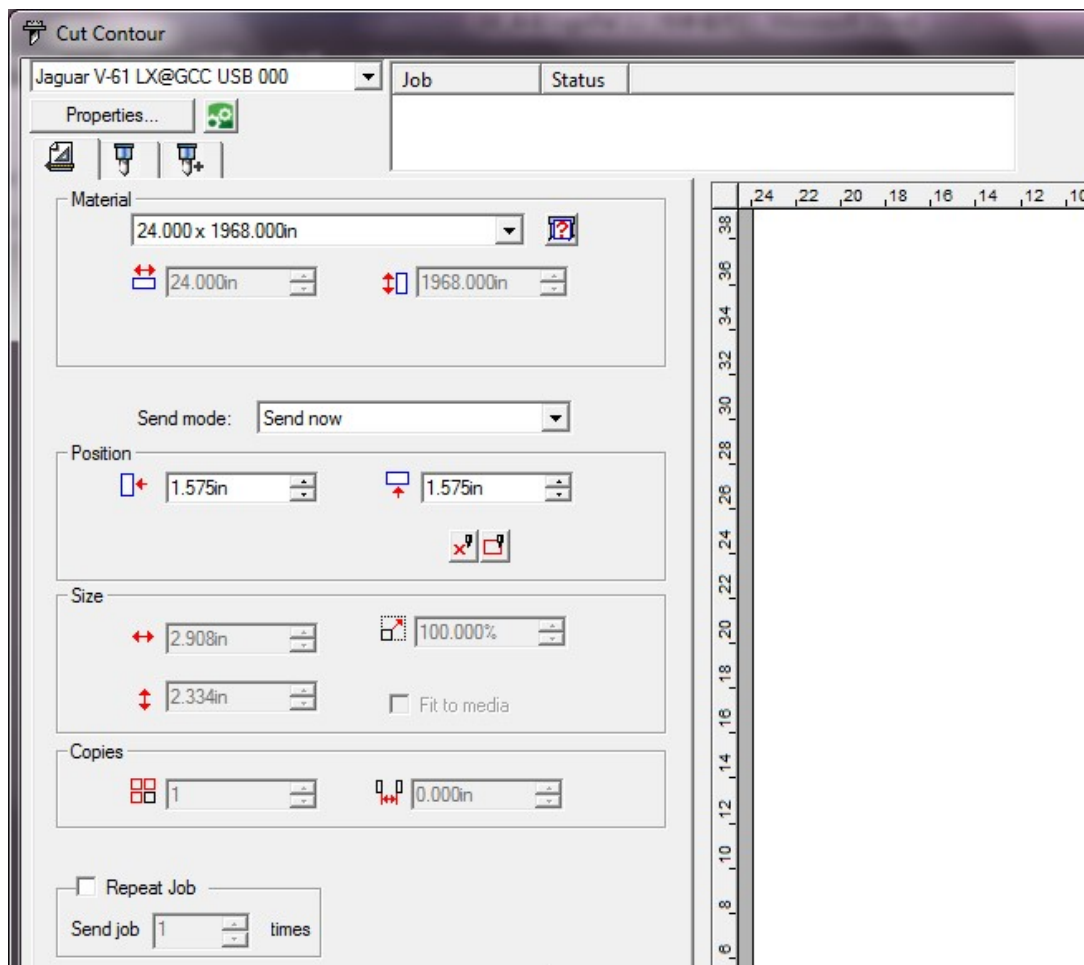 Cut Contour
Jaguar V-61 LX@GCC USB 000
Job Status
Properties...
Material
24.000 x 1968.000in
24.000in 1968.000in
Send mode: Send now
Position
1.575in 1.575in
Size
2.908in 100.000%
2.334in Fit to media
Copies
1 0.000in
Repeat Job
Send job 1 times
24 22 20 18 16 14 12 10
38
36
34
32
30
28
26
24
22
20
18
16
14
12
10
8
6